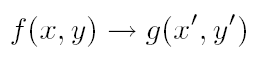 f(x, y) → g(x′, y′)